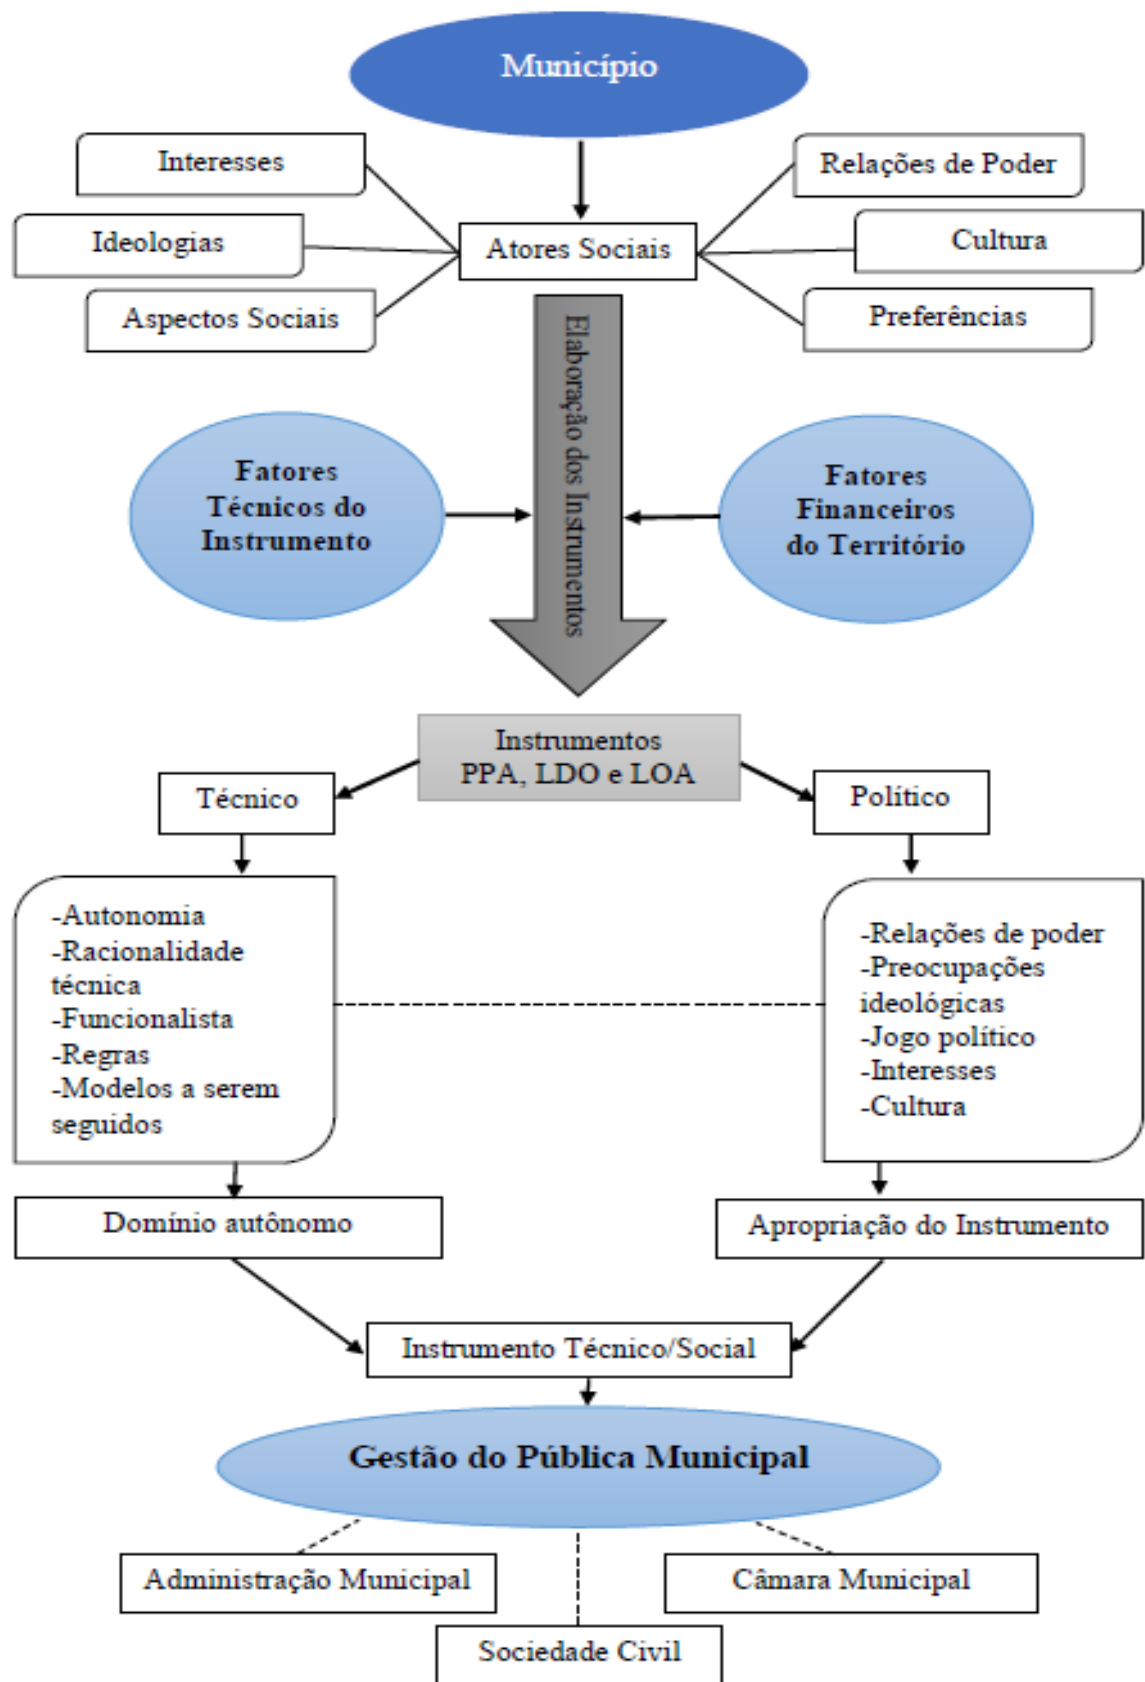 Município
Interesses
Relações de Poder
Ideologias
Atores Sociais
Cultura
Aspectos Sociais
Preferências
Elaboração dos Instrumentos
Fatores
Técnicos do
Instrumento
Fatores
Financeiros
do Território
Instrumentos
PPA, LDO e LOA
Técnico
Político
-Autonomia
-Racionalidade
técnica
-Funcionalista
-Regras
-Modelos a serem
seguidos
-Relações de poder
-Preocupações
ideológicas
-Jogo político
-Interesses
-Cultura
Domínio autônomo
Apropriação do Instrumento
Instrumento Técnico/Social
Gestão do Pública Municipal
Administração Municipal
Câmara Municipal
Sociedade Civil